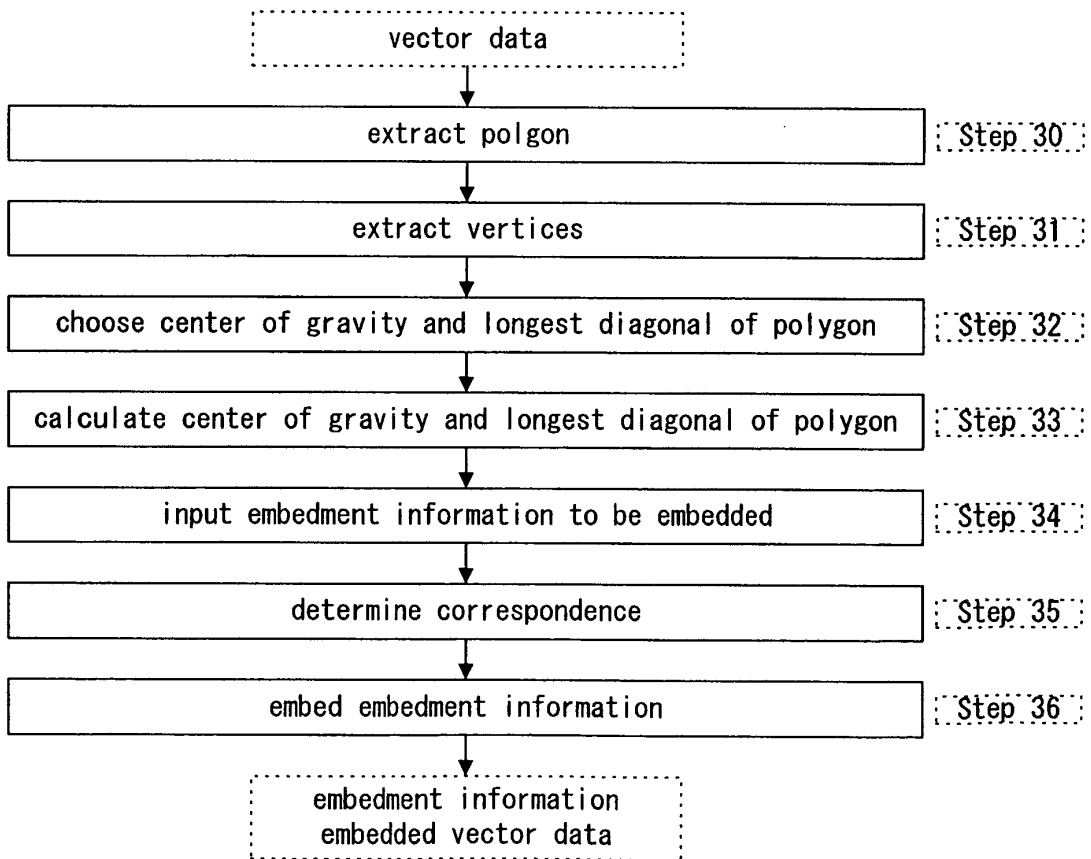 vector data
extract polgon
Step 30
extract vertices
Step 31
choose center of gravity and longest diagonal of polygon
Step 32
calculate center of gravity and longest diagonal of polygon
Step 33
input embedment information to be embedded
Step 34
determine correspondence
Step 35
embed embedment information
Step 36
embedment information
embedded vector data